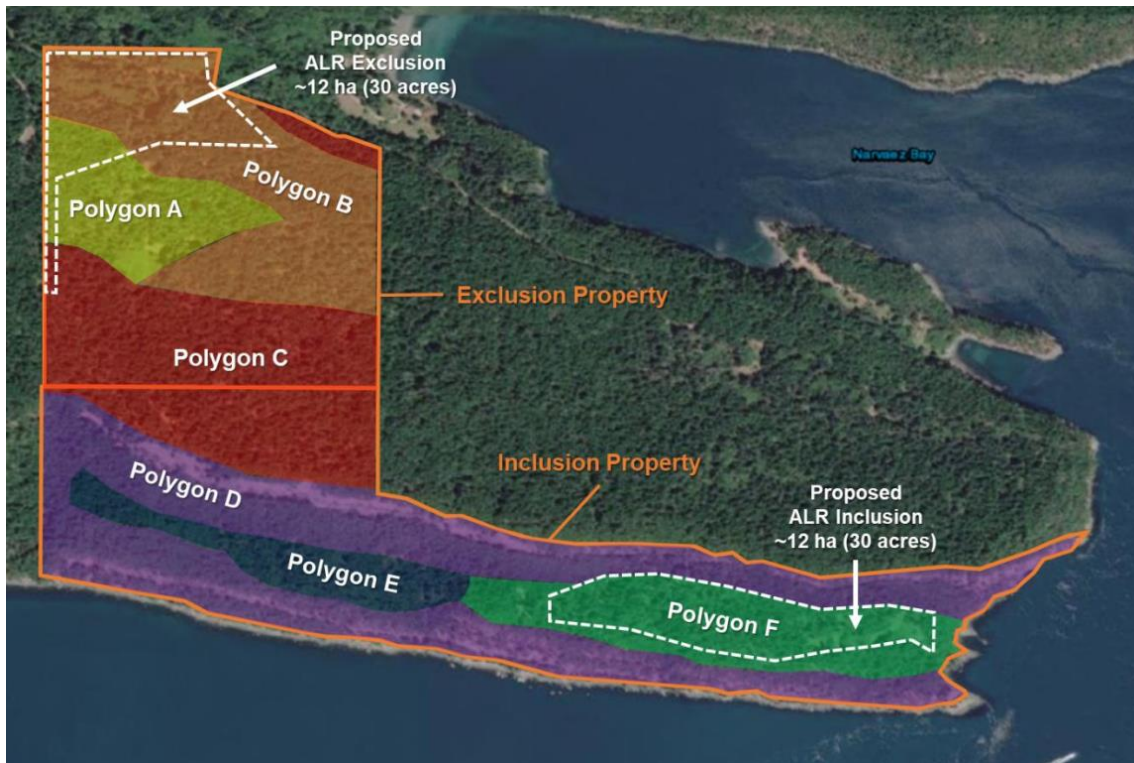 Proposed
ALR Exclusion
~12 ha (30 acres)
Narvaez Bay
Polygon B
Polygon A
Exclusion Property
Polygon C
Inclusion Property
Polygon D
Proposed
ALR Inclusion
~12 ha (30 acres)
Polygon E
Polygon F